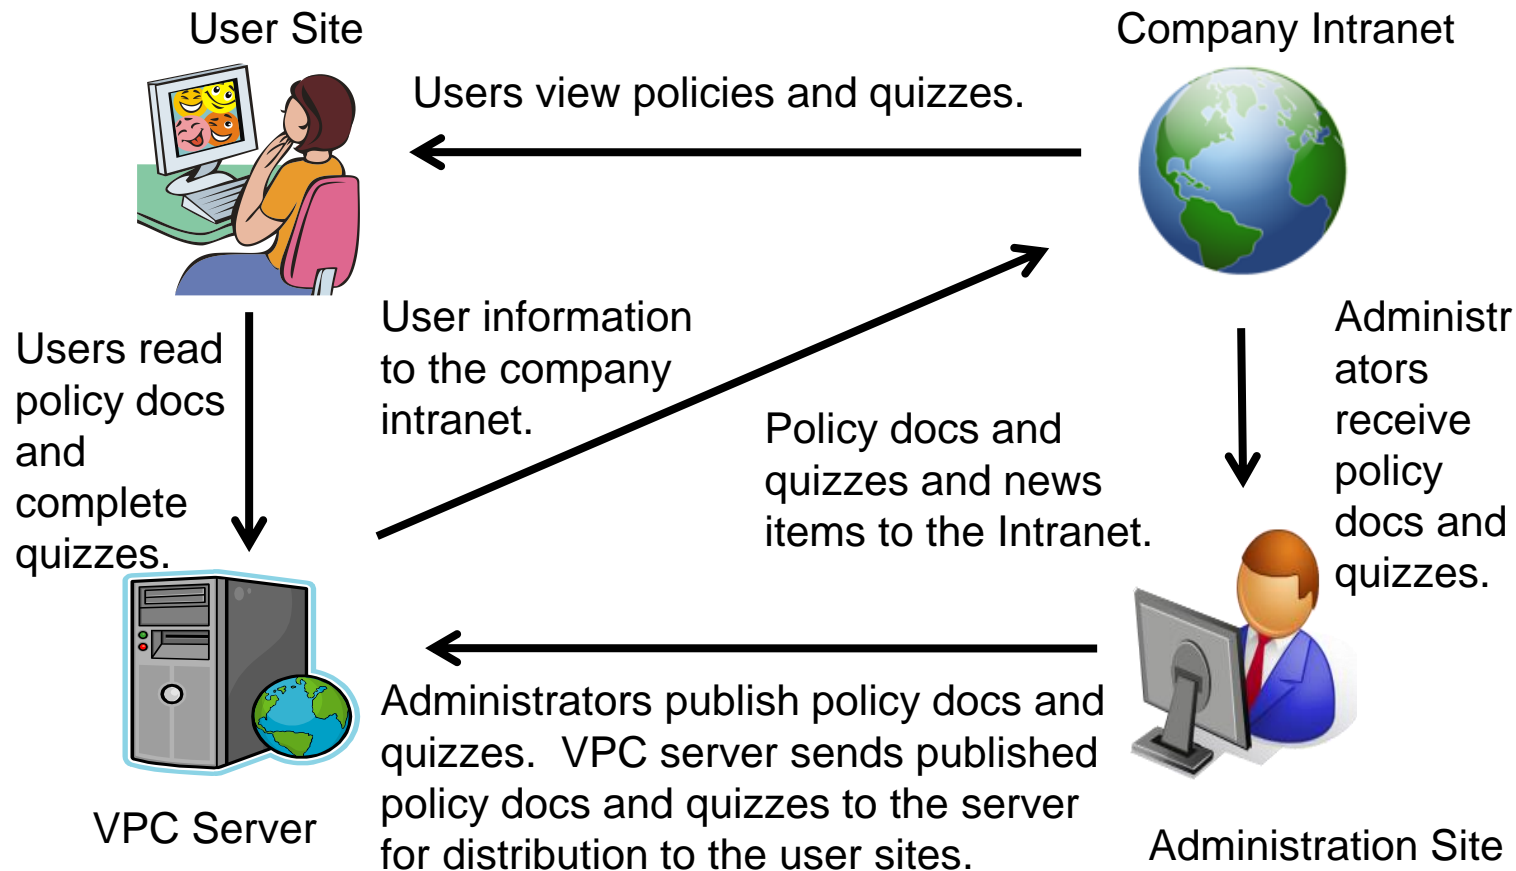 User Site
Company Intranet
Users view policies and quizzes.
User information
to the company
intranet.
Users read
policy docs
and
complete
quizzes.
Administr
ators
receive
policy
docs and
quizzes.
Policy docs and
quizzes and news
items to the Intranet.
Administrators publish policy docs and
quizzes.  VPC server sends published
policy docs and quizzes to the server
for distribution to the user sites.
VPC Server
Administration Site